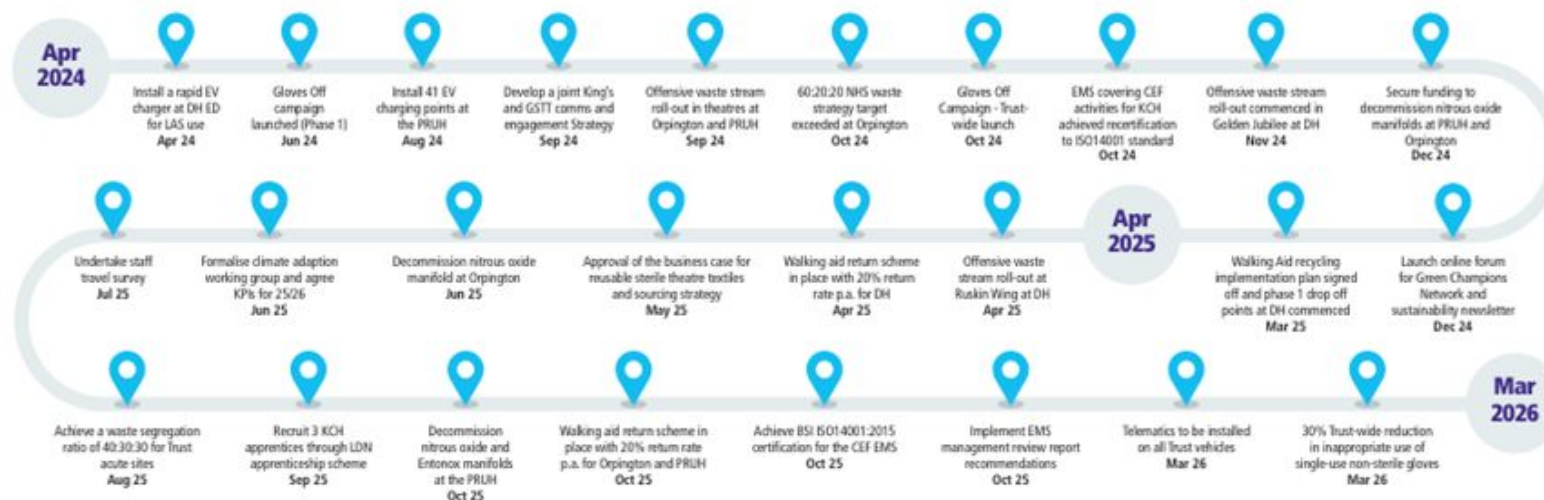 Apr
2024
Install a rapid EV
charger at DH ED
for LAS use
Apr 24
Gloves Off
campaign
launched (Phase 1)
Jun 24
Install 41 EV
charging points at
the PRUH
Aug 24
Develop a joint King's
and GSTT comms and
engagement Strategy
Sep 24
Offensive waste stream
roll-out in theatres at
Orpington and PRUH
Sep 24
60:20:20 NHS waste
strategy target
exceeded at Orpington
Oct 24
Gloves Off
Campaign - Trust-
wide launch
Oct 24
EMS covering CEF
activities for KCH
achieved recertification
to ISO14001 standard
Oct 24
Offensive waste stream
roll-out commenced in
Golden Jubilee at DH
Nov 24
Secure funding to
decommission nitrous oxide
manifolds at PRUH and
Orpington
Dec 24
Launch online forum
for Green Champions
Network and
sustainability newsletter
Dec 24
Walking Aid recycling
implementation plan signed
off and phase 1 drop off
points at DH commenced
Mar 25
Apr
2025
Offensive waste
stream roll-out at
Ruskin Wing at DH
Apr 25
Walking aid return scheme
in place with 20% return
rate p.a. for DH
Apr 25
Approval of the business case for
reusable sterile theatre textiles
and sourcing strategy
May 25
Decommission nitrous oxide
manifold at Orpington
Jun 25
Formalise climate adaption
working group and agree
KPIs for 25/26
Jun 25
Undertake staff
travel survey
Jul 25
Achieve a waste segregation
ratio of 40:30:30 for Trust
acute sites
Aug 25
Recruit 3 KCH
apprentices through LDN
apprenticeship scheme
Sep 25
Decommission
nitrous oxide and
Entonox manifolds
at the PRUH
Oct 25
Walking aid return scheme in
place with 20% return rate
p.a. for Orpington and PRUH
Oct 25
Achieve BSI ISO14001:2015
certification for the CEF EMS
Oct 25
Implement EMS
management review report
recommendations
Oct 25
Telematics to be installed
on all Trust vehicles
Mar 26
30% Trust-wide reduction
in inappropriate use of
single-use non-sterile gloves
Mar 26
Mar
2026